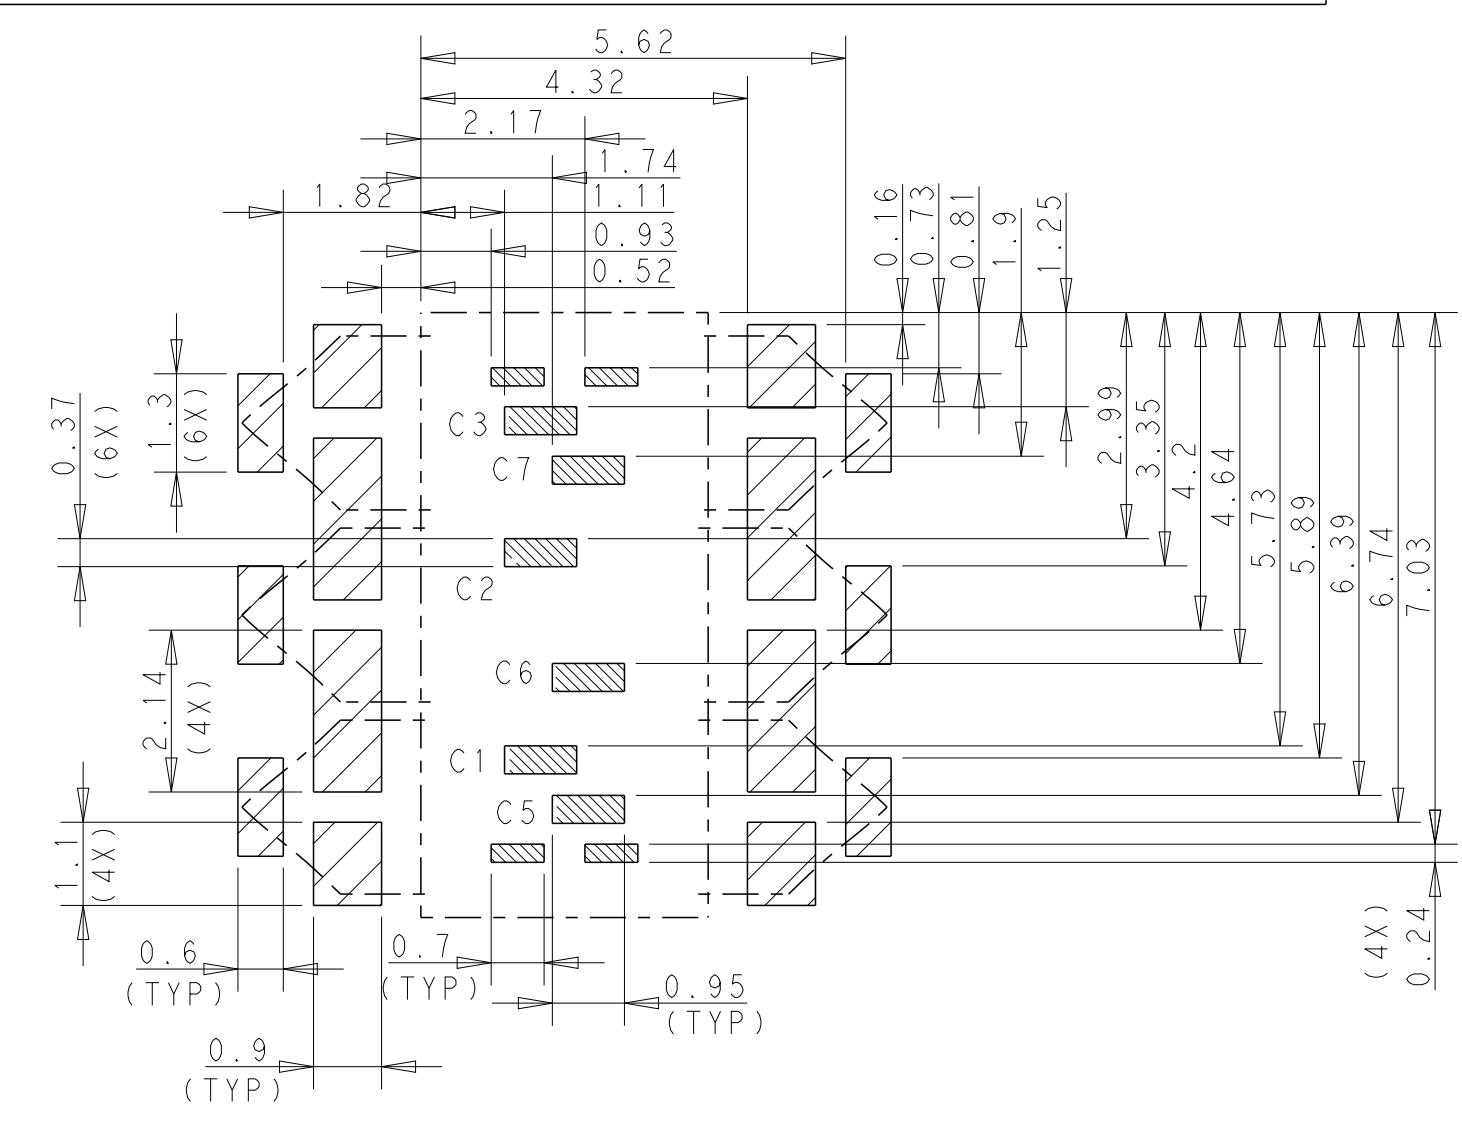 5.62
4.32
2.17
1.74
1.82
1.11
0.93
0.52
0.16
0.73
0.81
1.9
1.25
0.37
(6X)
1.3
(6X)
C3
C7
2.99
3.35
4.2
4.64
5.73
5.89
6.39
6.74
7.03
C2
2.14
(4X)
C6
C1
C5
1.1
(4X)
0.6
(TYP)
0.7
(TYP)
0.95
(TYP)
(4X)
0.24
0.9
(TYP)